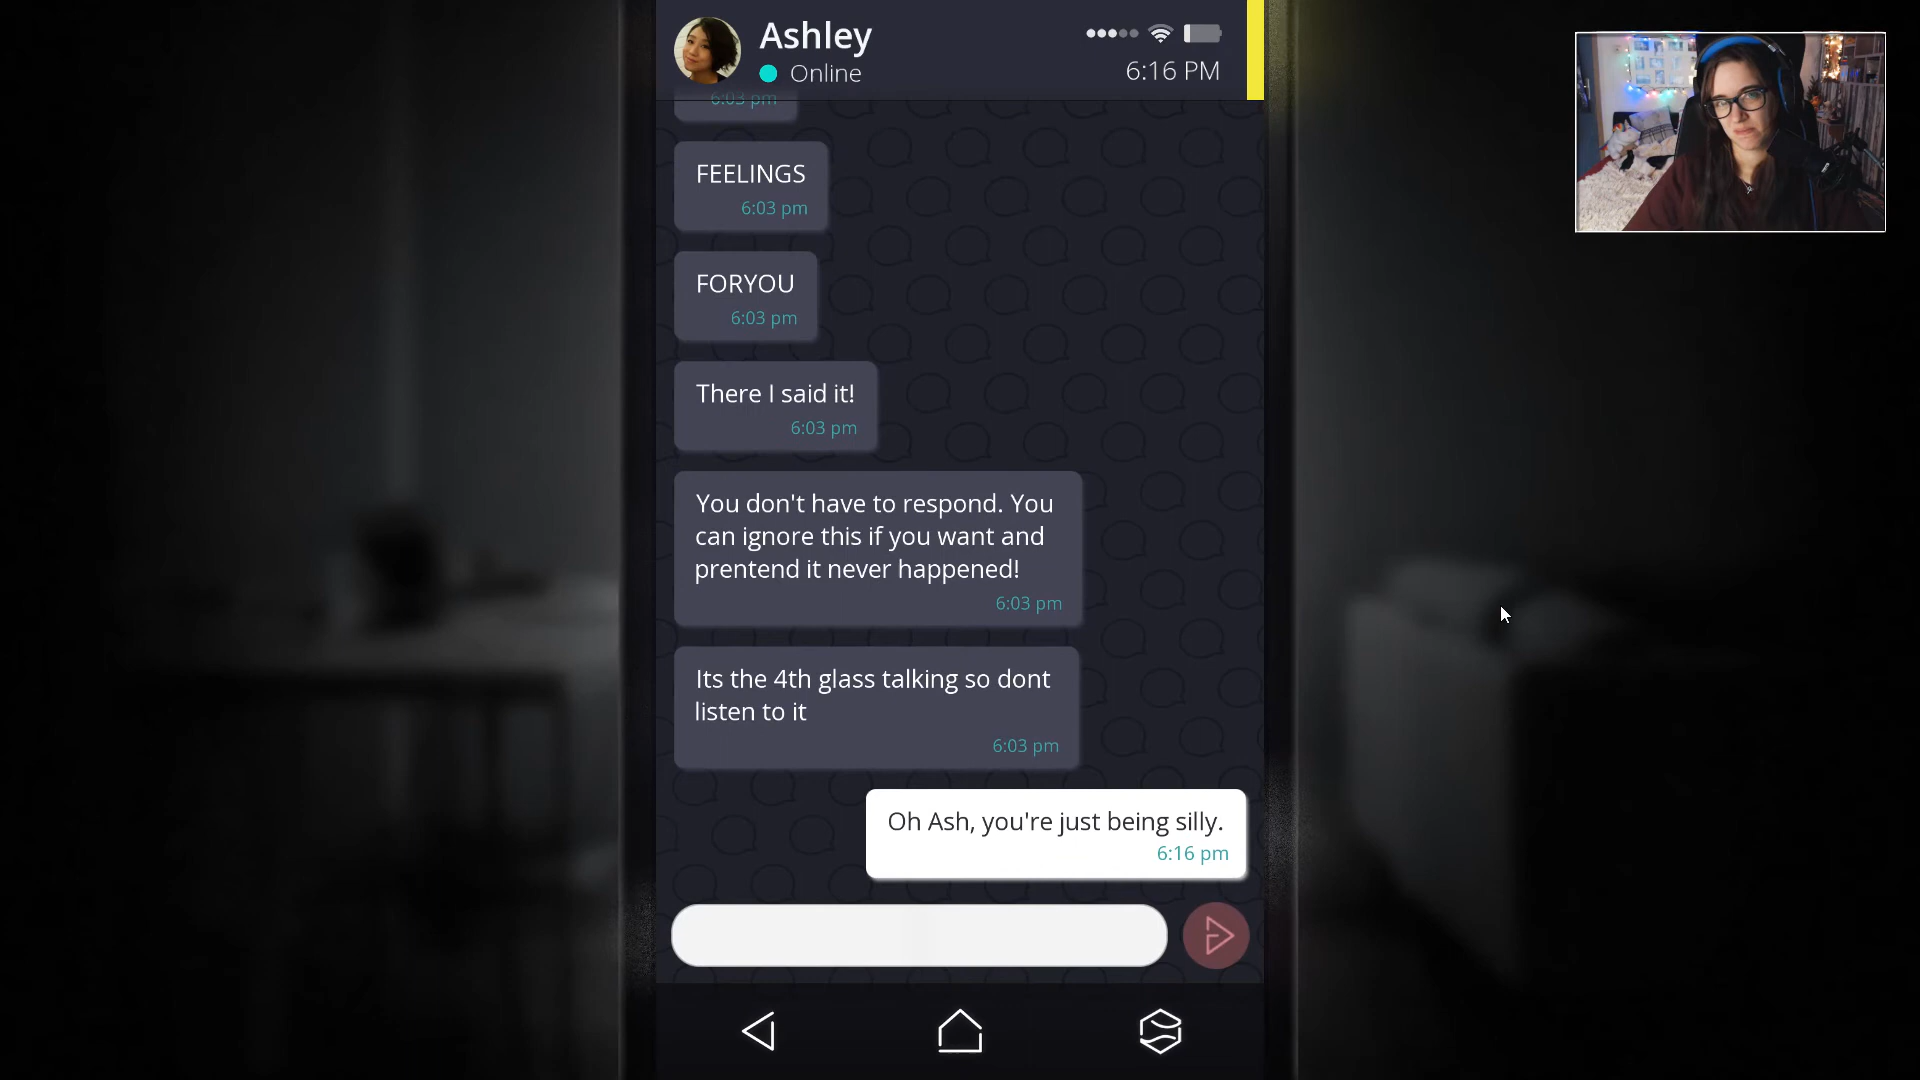 Ashley
Online
6:16 PM
6:03 pm
FEELINGS
6:03 pm
FORYOU
6:03 pm
There I said it!
6:03 pm
You don't have to respond. You
can ignore this if you want and
prentend it never happened!
6:03 pm
Its the 4th glass talking so dont
listen to it
6:03 pm
Oh Ash, you're just being silly.
6:16 pm